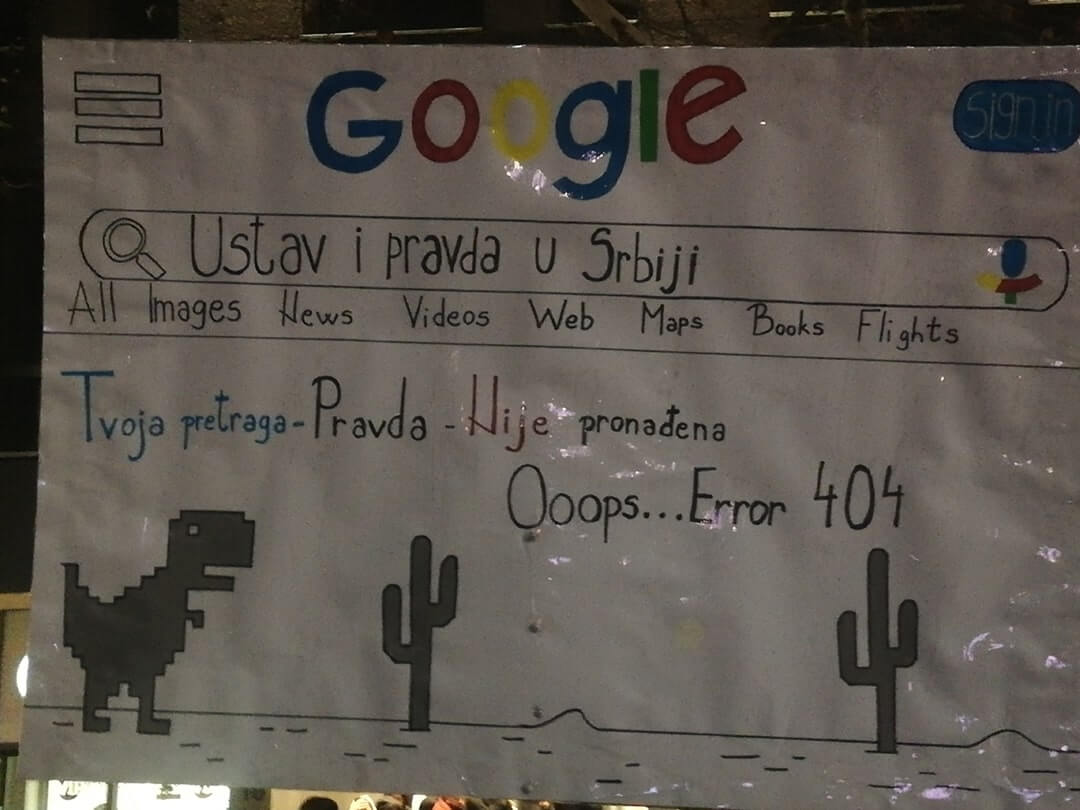 Google
Sign in
Ustav i pravda u Srbiji
All Images News Videos Web Maps Books Flights
Tvoja pretraga-Pravda - Nije pronađena
Ooops...Error 404